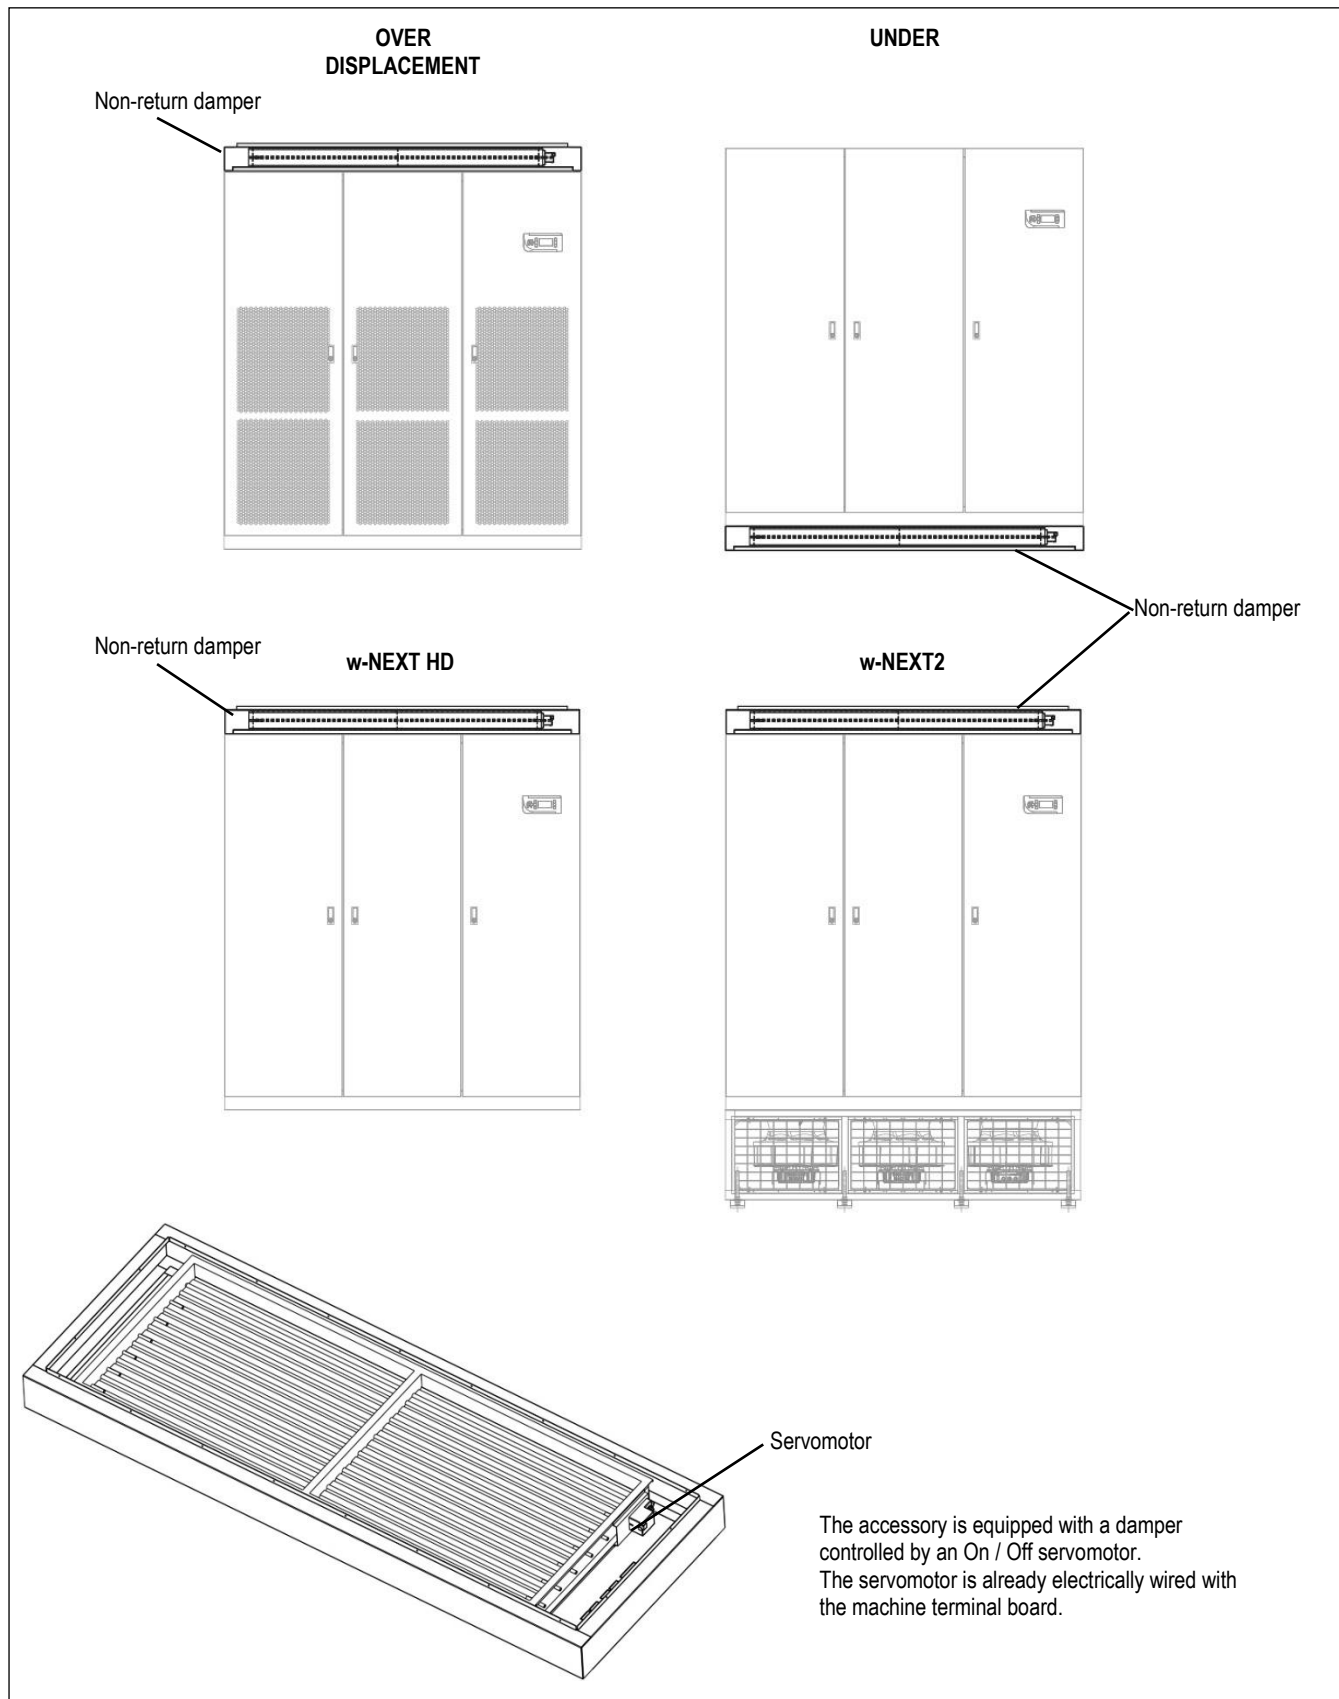 OVER
DISPLACEMENT
UNDER
Non-return damper
Non-return damper
Non-return damper
w-NEXT HD
w-NEXT2
Servomotor
The accessory is equipped with a damper
controlled by an On / Off servomotor.
The servomotor is already electrically wired with
the machine terminal board.